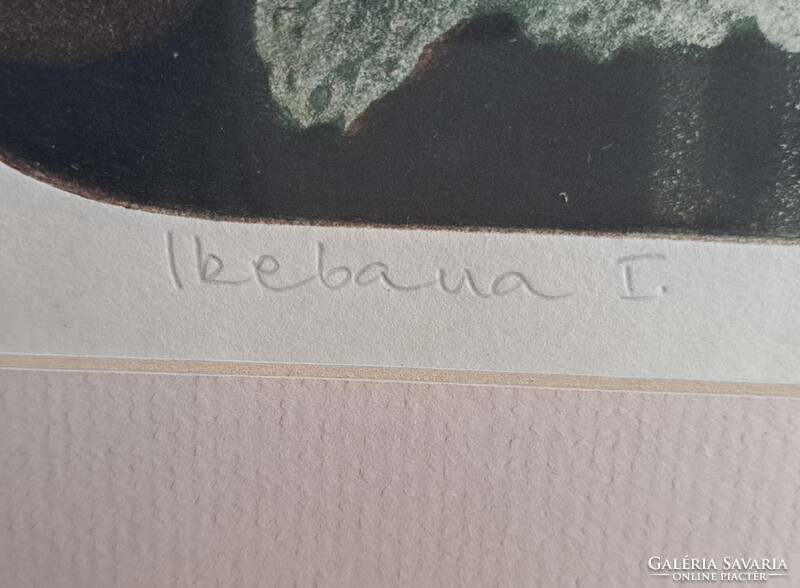 Ikebana I.
GALÉRIA SAVARIA
ONLINE PIACTÉR